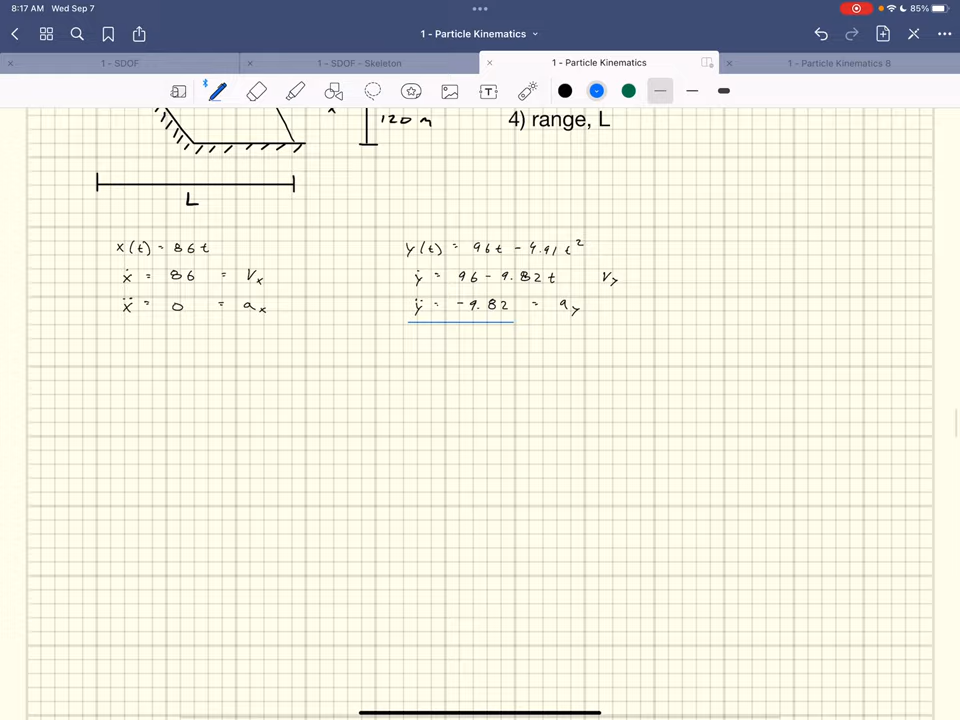 8:17 AM Wed Sep 7
85%
1 - Particle Kinematics
1 - SDOF
1 - SDOF - Skeleton
1 - Particle Kinematics
1 - Particle Kinematics 8
120 m
4) range, L
L
x(t) = 86t
y(t) = 96t - 4.91t²
ẋ = 86 = Vx
ẏ = 96 - 9.82t Vy
ẍ = 0 = ax
ÿ = -9.82 = ay